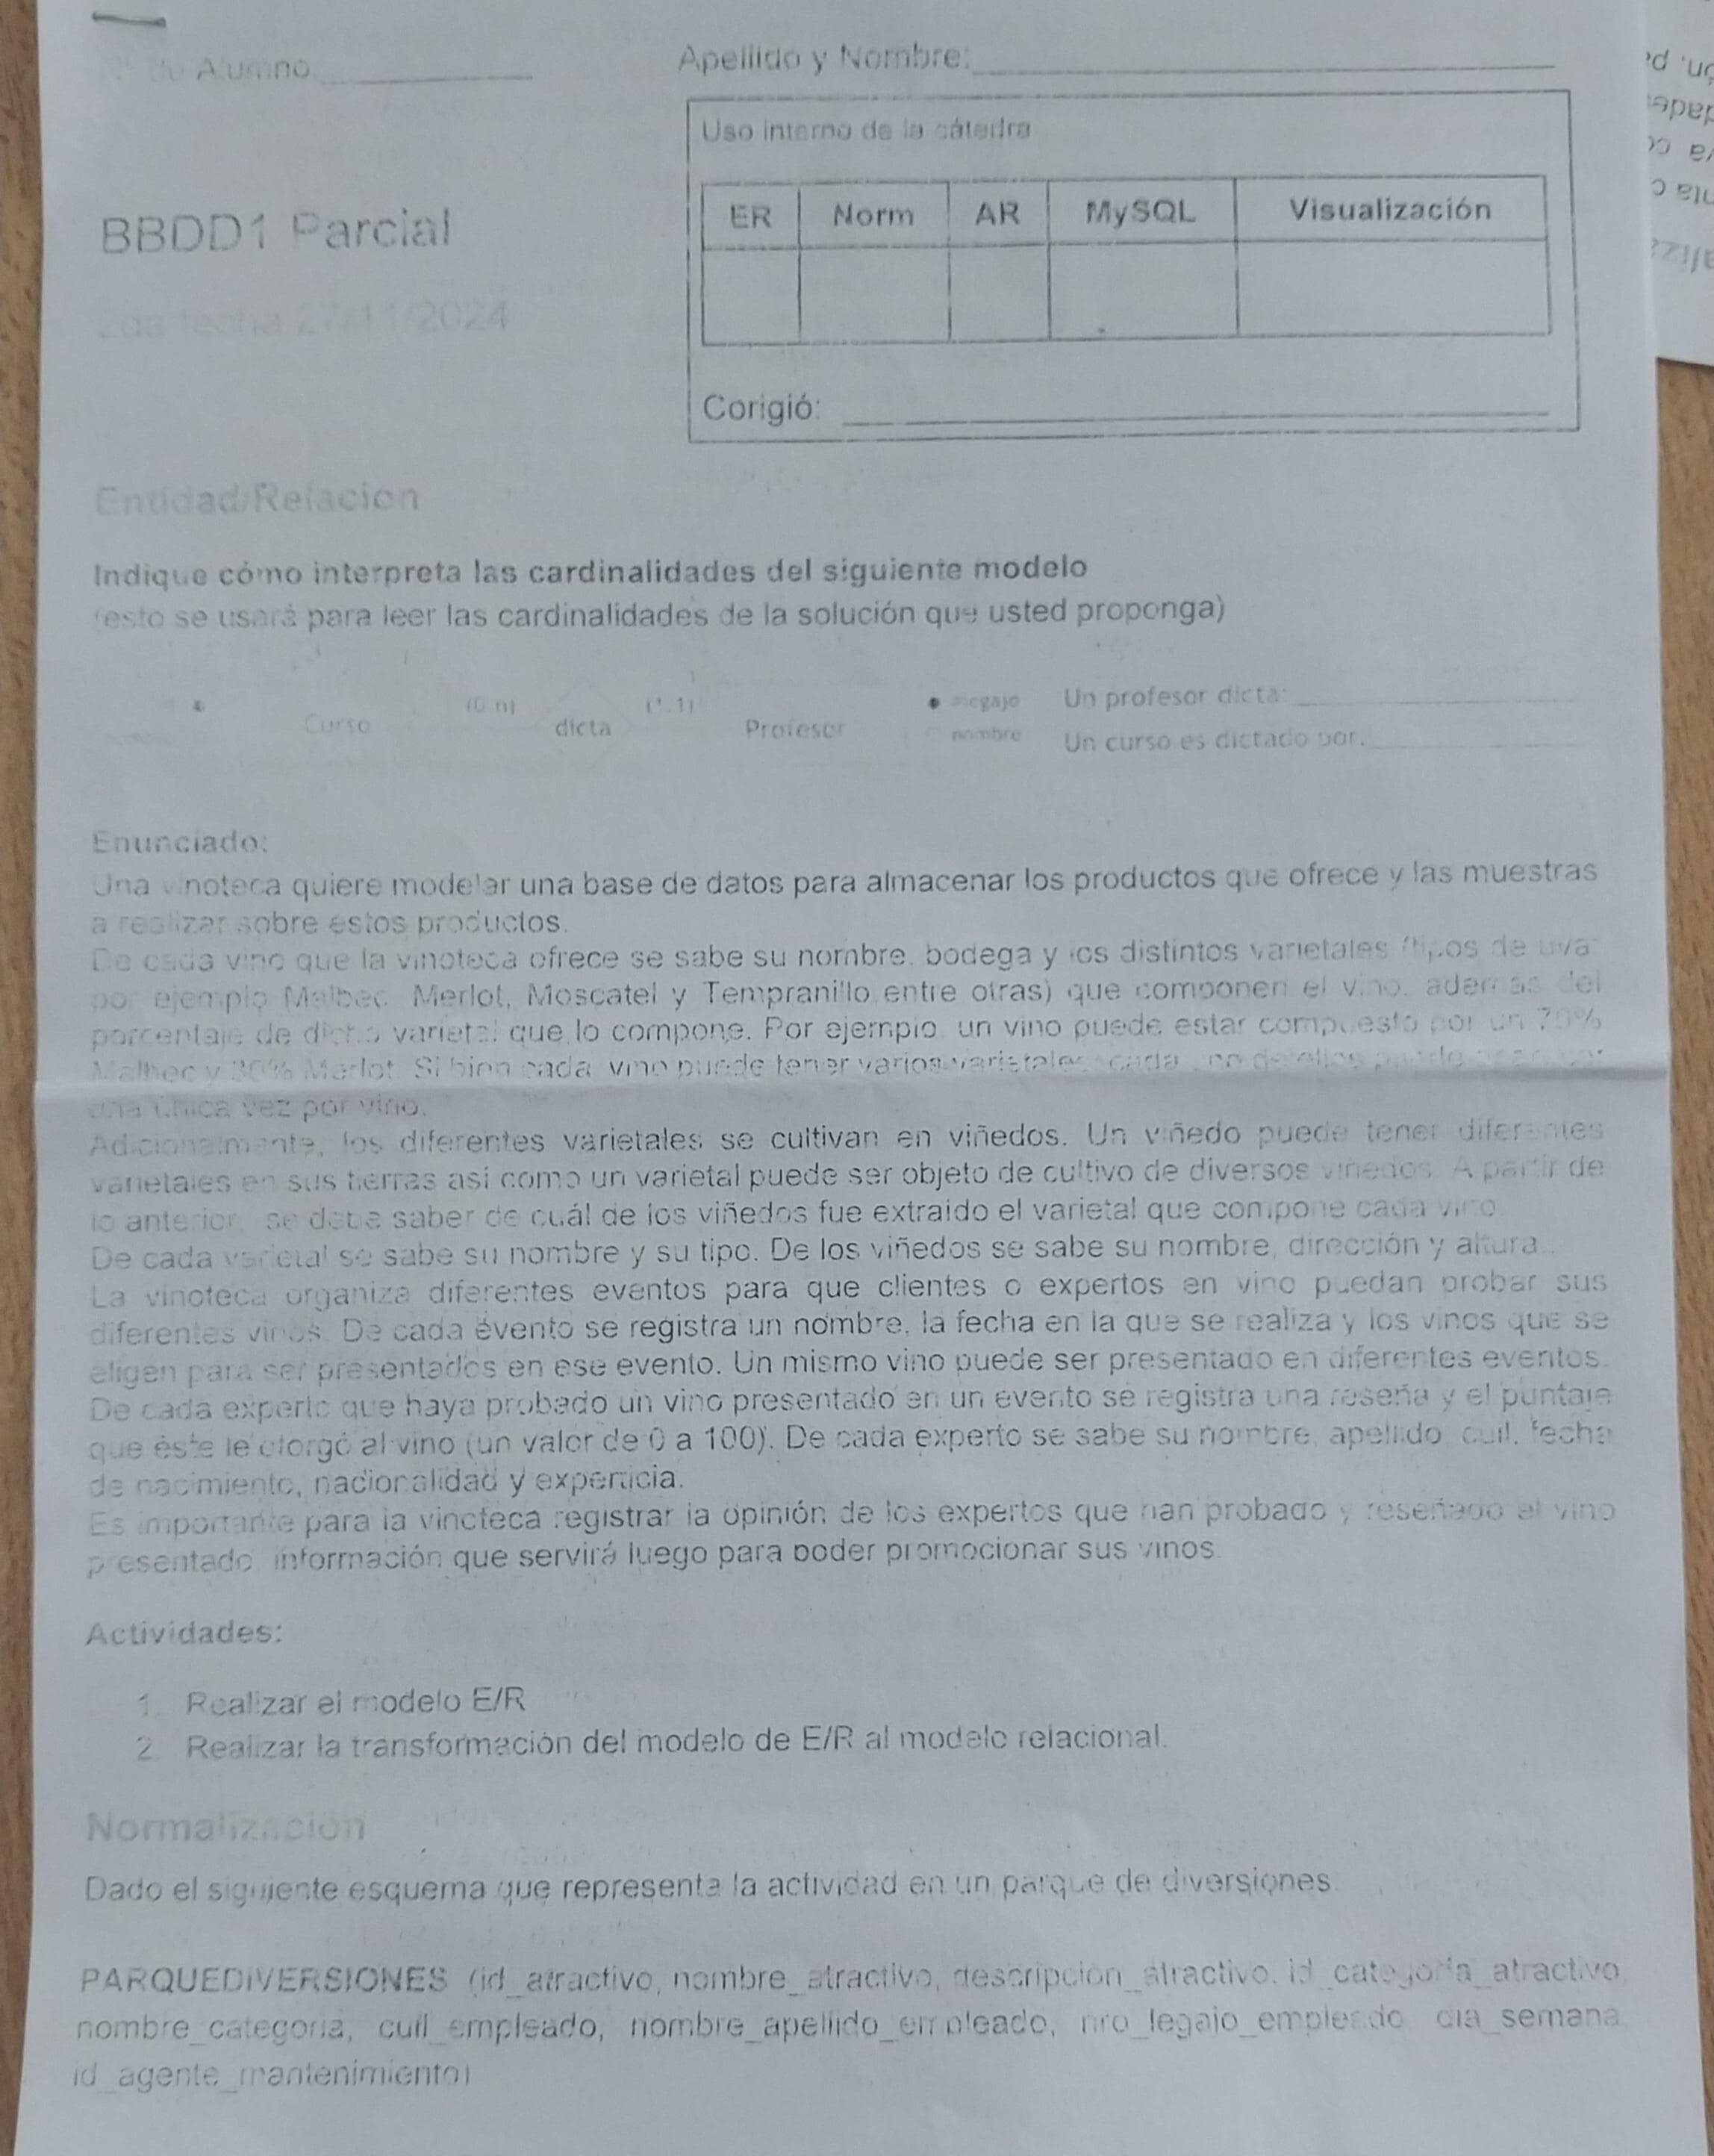 Nº de Alumno:
Apellido y Nombre:
Uso interno de la cátedra
ER Norm AR MySQL Visualización
BBDD1 Parcial
2da fecha 27/11/2024
Corigió:
Entidad/Relacion
Indique cómo interpreta las cardinalidades del siguiente modelo
(esto se usará para leer las cardinalidades de la solución que usted proponga)
Curso (0,n) dicta (1,1) Profesor legajo Un profesor dicta:
nombre Un curso es dictado por:
Enunciado:
Una vinoteca quiere modelar una base de datos para almacenar los productos que ofrece y las muestras
a realizar sobre estos productos.
De cada vino que la vinoteca ofrece se sabe su nombre, bodega y los distintos varietales (tipos de uva
por ejemplo Malbec, Merlot, Moscatel y Tempranillo entre otras) que componen el vino, además del
porcentaje de dicho varietal que lo compone. Por ejemplo, un vino puede estar compuesto por un 70%
Malbec y 30% Merlot. Si bien cada vino puede tener varios varietales, cada uno de ellos puede
una única vez por vino.
Adicionalmente, los diferentes varietales se cultivan en viñedos. Un viñedo puede tener diferentes
varietales en sus tierras así como un varietal puede ser objeto de cultivo de diversos viñedos. A partir de
lo anterior, se debe saber de cuál de los viñedos fue extraido el varietal que compone cada vino.
De cada varietal se sabe su nombre y su tipo. De los viñedos se sabe su nombre, dirección y altura.
La vinoteca organiza diferentes eventos para que clientes o expertos en vino puedan probar sus
diferentes vinos. De cada evento se registra un nombre, la fecha en la que se realiza y los vinos que se
eligen para ser presentados en ese evento. Un mismo vino puede ser presentado en diferentes eventos.
De cada experto que haya probado un vino presentado en un evento se registra una reseña y el puntaje
que éste le otorgó al vino (un valor de 0 a 100). De cada experto se sabe su nombre, apellido, cuil, fecha
de nacimiento, nacionalidad y experticia.
Es importante para la vinoteca registrar la opinión de los expertos que han probado y reseñado al vino
presentado, información que servirá luego para poder promocionar sus vinos.
Actividades:
1. Realizar el modelo E/R
2. Realizar la transformación del modelo de E/R al modelo relacional.
Normalización
Dado el siguiente esquema que representa la actividad en un parque de diversiones:
PARQUEDIVERSIONES (id_atractivo, nombre_atractivo, descripción_atractivo, id_categoría_atractivo,
nombre_categoría, cuil_empleado, nombre_apellido_empleado, nro_legajo_empleado, dia_semana,
id_agente_mantenimiento)